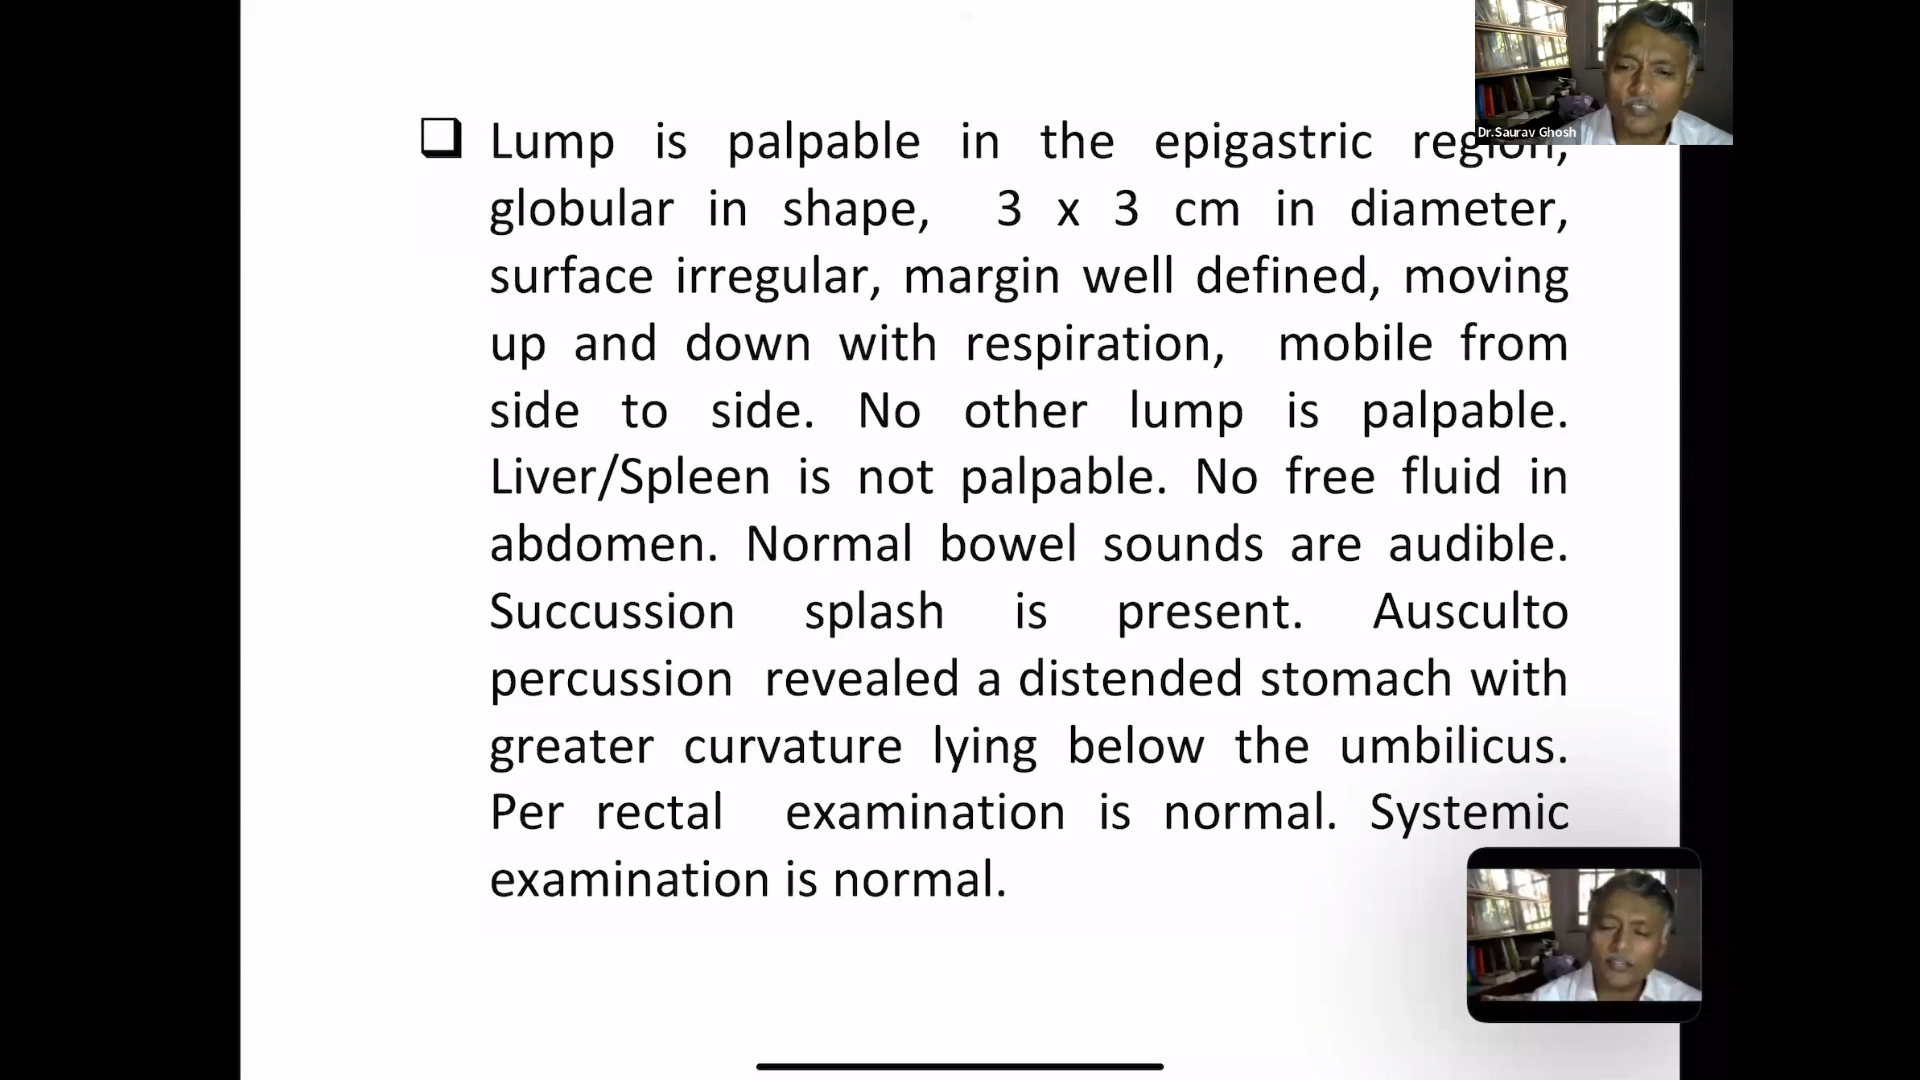 Dr.Saurav Ghosh
❑ Lump is palpable in the epigastric region,
globular in shape, 3 x 3 cm in diameter,
surface irregular, margin well defined, moving
up and down with respiration, mobile from
side to side. No other lump is palpable.
Liver/Spleen is not palpable. No free fluid in
abdomen. Normal bowel sounds are audible.
Succussion splash is present. Ausculto
percussion revealed a distended stomach with
greater curvature lying below the umbilicus.
Per rectal examination is normal. Systemic
examination is normal.